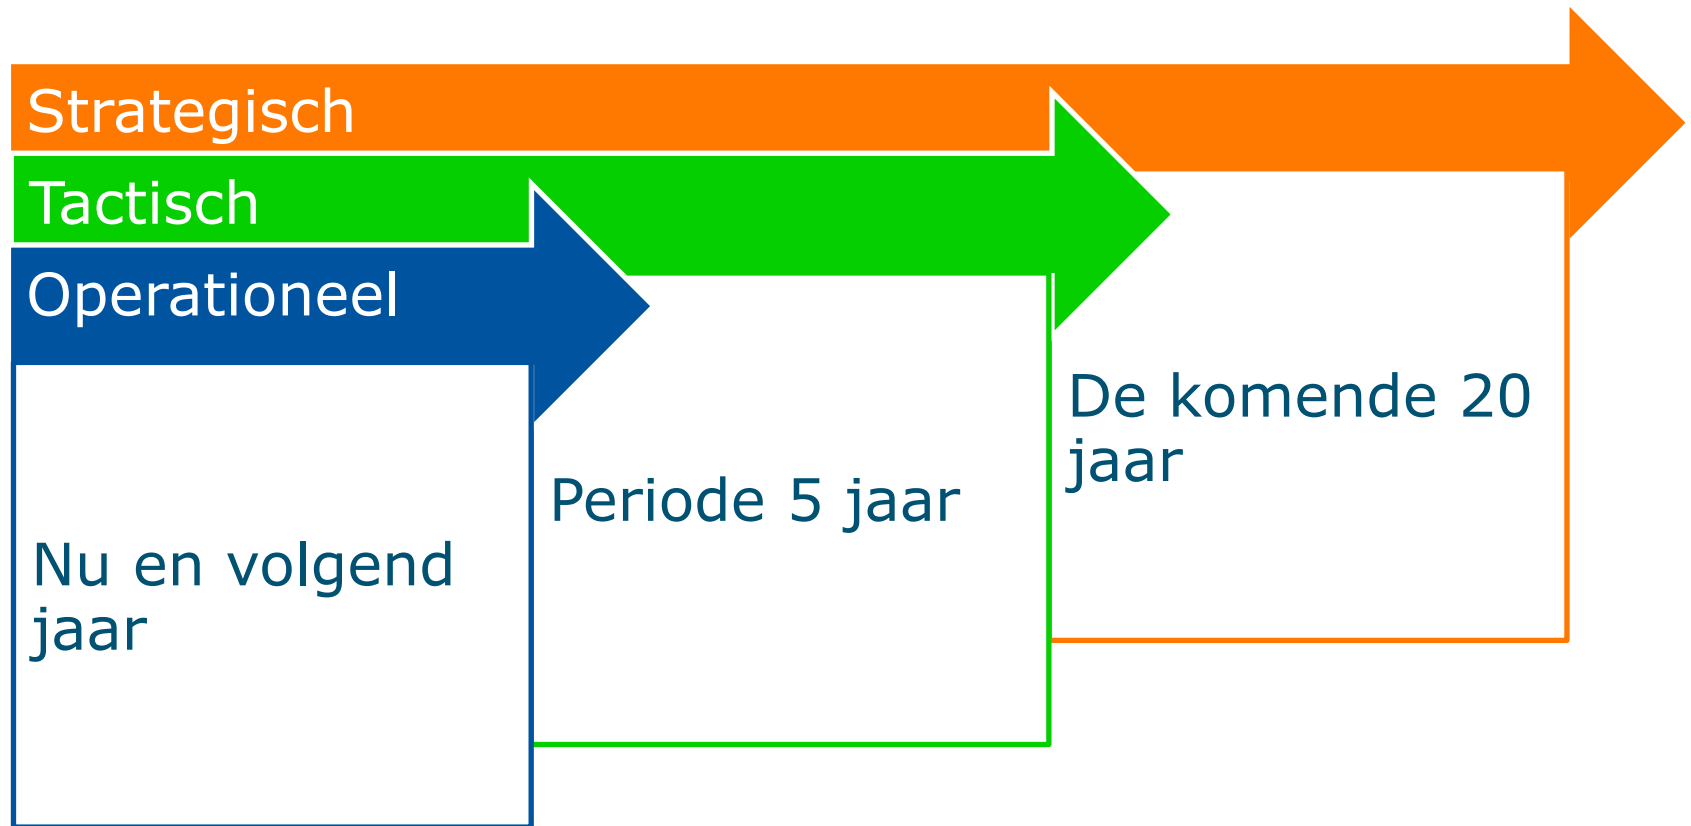 Strategisch
Tactisch
Operationeel
De komende 20
jaar
Periode 5 jaar
Nu en volgend
jaar